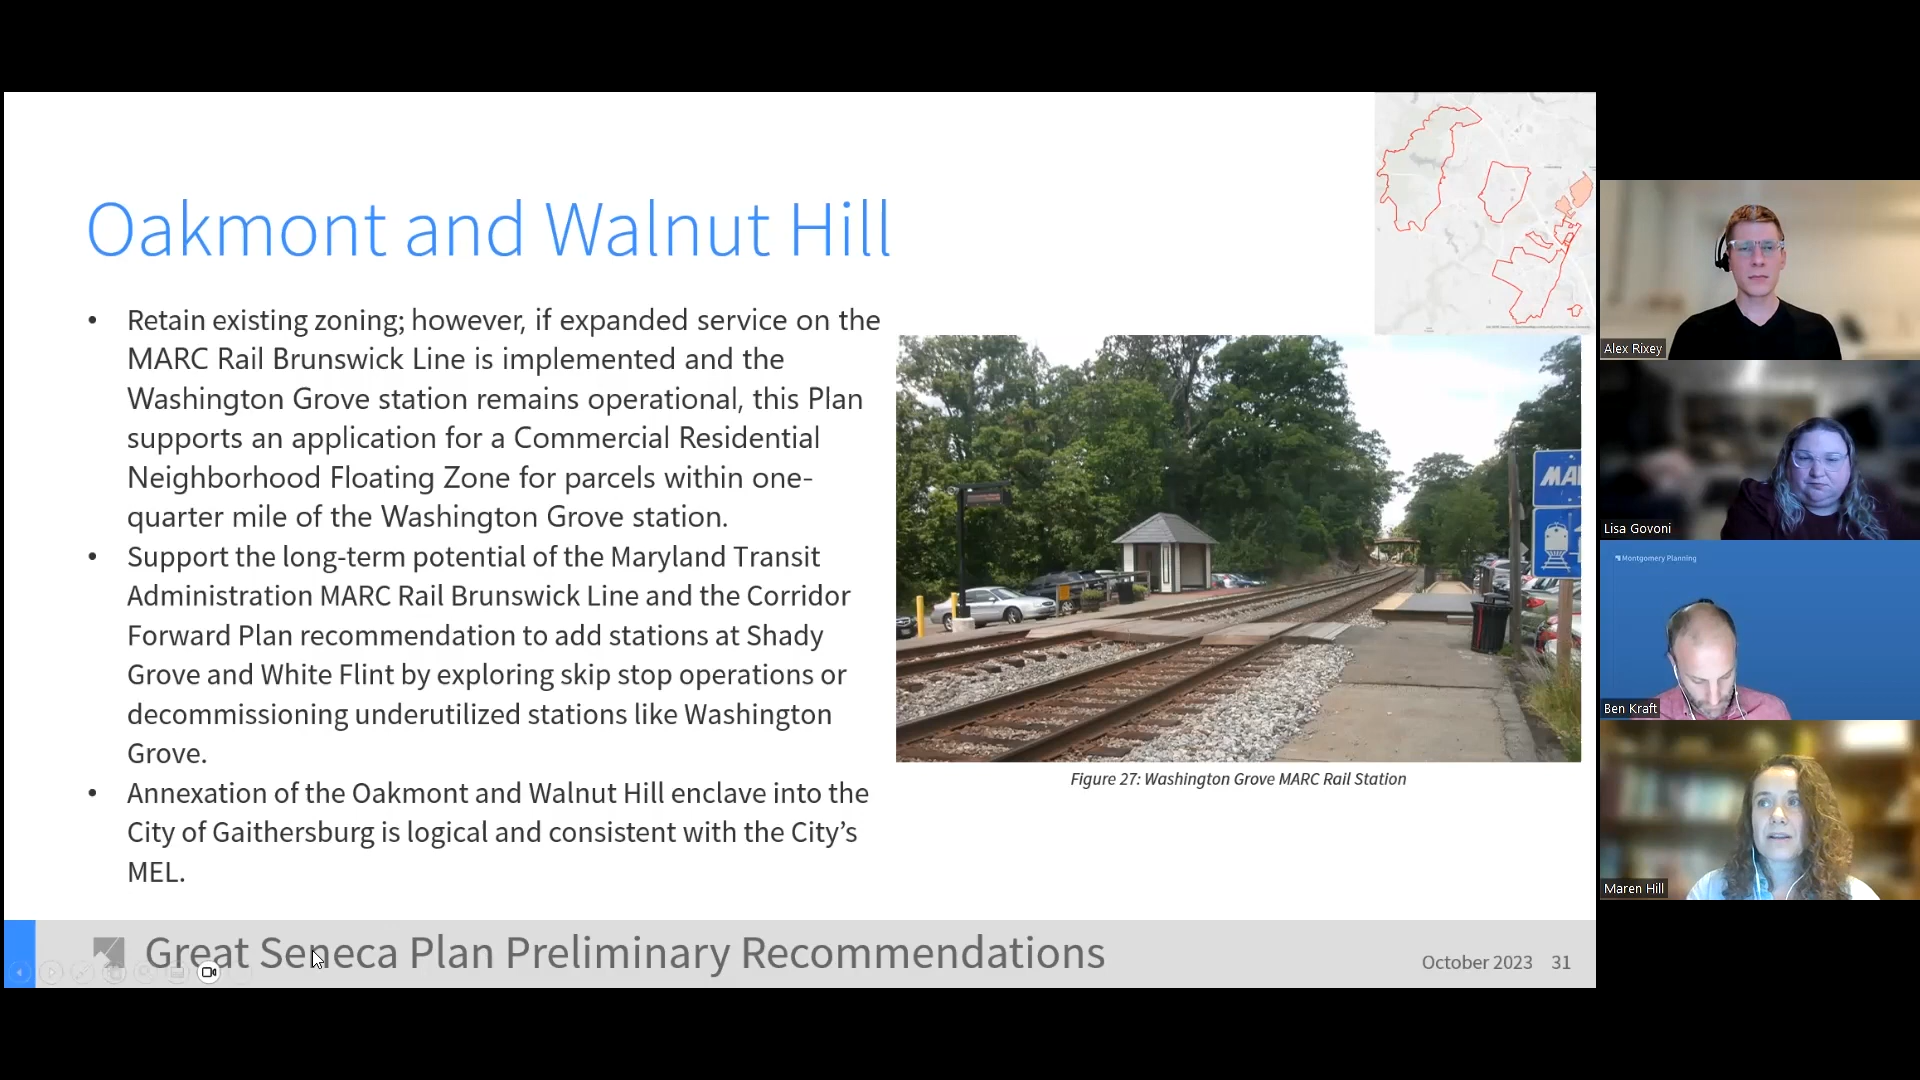 Oakmont and Walnut Hill
• Retain existing zoning; however, if expanded service on the
MARC Rail Brunswick Line is implemented and the
Washington Grove station remains operational, this Plan
supports an application for a Commercial Residential
Neighborhood Floating Zone for parcels within one-
quarter mile of the Washington Grove station.
• Support the long-term potential of the Maryland Transit
Administration MARC Rail Brunswick Line and the Corridor
Forward Plan recommendation to add stations at Shady
Grove and White Flint by exploring skip stop operations or
decommissioning underutilized stations like Washington
Grove.
• Annexation of the Oakmont and Walnut Hill enclave into the
City of Gaithersburg is logical and consistent with the City’s
MEL.
MA
Figure 27: Washington Grove MARC Rail Station
Great Seneca Plan Preliminary Recommendations
October 2023 31
Alex Rixey
Lisa Govoni
Montgomery Planning
Ben Kraft
Maren Hill